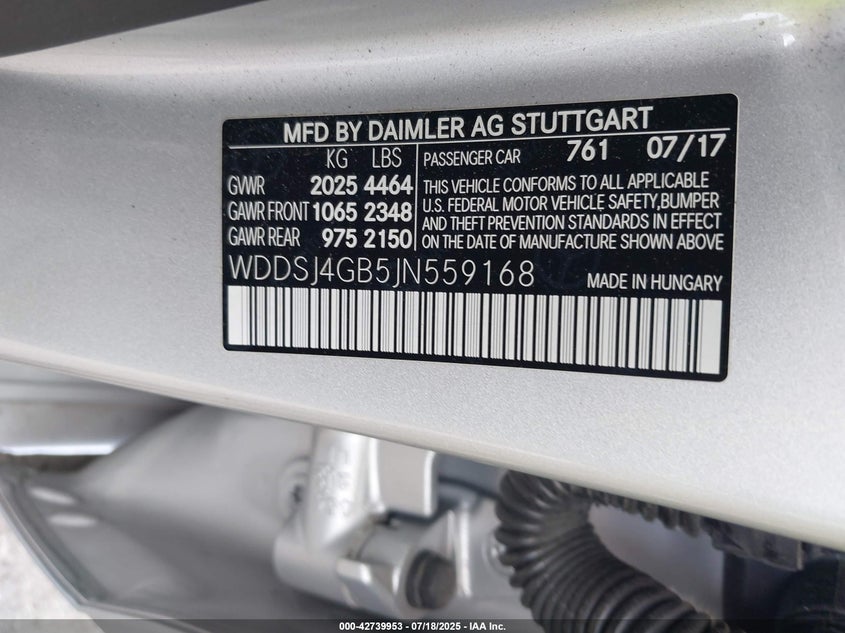 MFD BY DAIMLER AG STUTTGART
KG LBS
GVWR 2025 4464
GAWR FRONT 1065 2348
GAWR REAR 975 2150
PASSENGER CAR 761 07/17
THIS VEHICLE CONFORMS TO ALL APPLICABLE
U.S. FEDERAL MOTOR VEHICLE SAFETY,BUMPER
AND THEFT PREVENTION STANDARDS IN EFFECT
ON THE DATE OF MANUFACTURE SHOWN ABOVE
WDDSJ4GB5JN559168 MADE IN HUNGARY
000-42739953 / 07/18/2025 - IAA Inc.